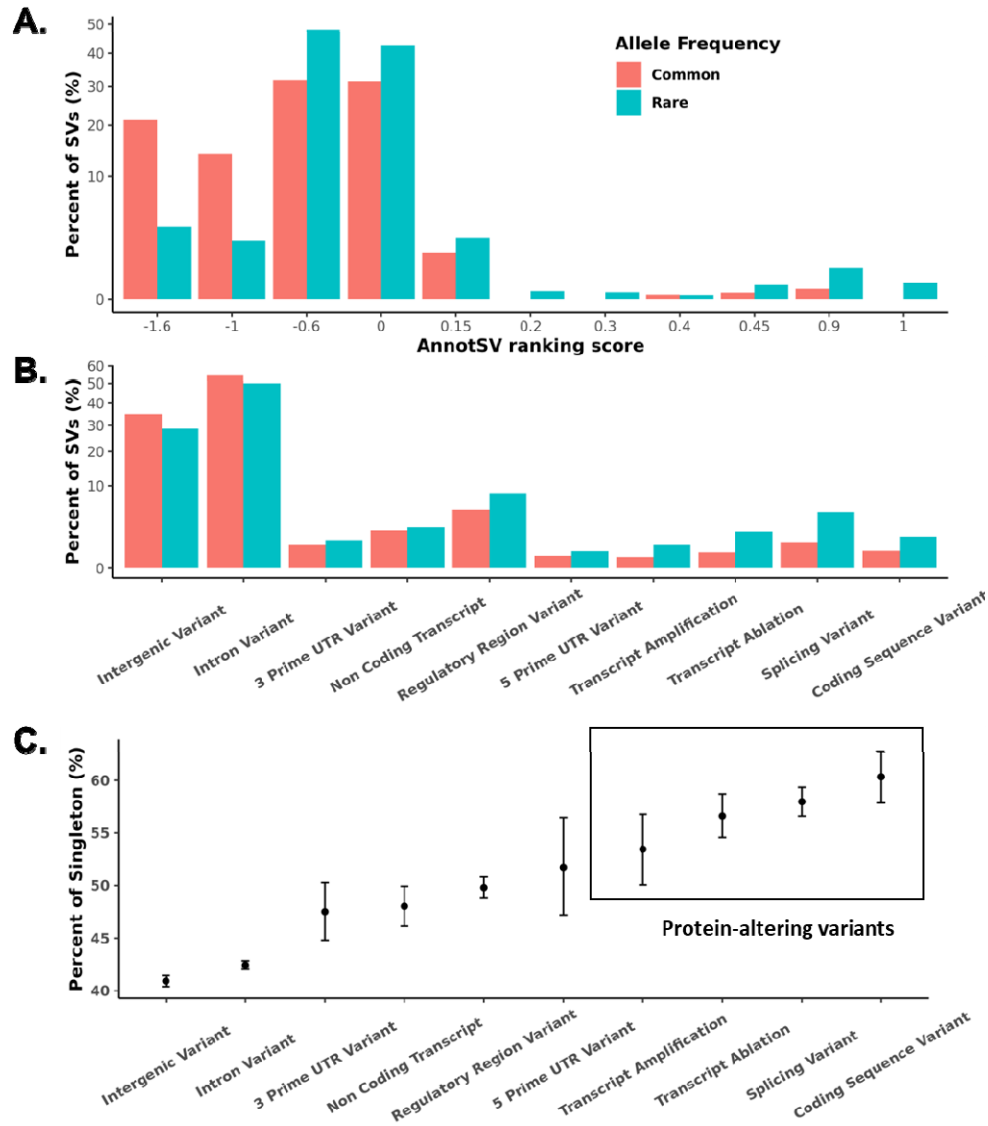 A.
Percent of SVs (%)
50
40
30
20
10
0
Allele Frequency
Common
Rare
-1.6 -1 -0.6 0 0.15 0.2 0.3 0.4 0.45 0.9 1
AnnotSV ranking score
B.
Percent of SVs (%)
60
50
40
30
20
10
0
Intergenic Variant
Intron Variant
3 Prime UTR Variant
Non Coding Transcript
Regulatory Region Variant
5 Prime UTR Variant
Transcript Amplification
Transcript Ablation
Splicing Variant
Coding Sequence Variant
C.
Percent of Singleton (%)
60
55
50
45
40
Protein-altering variants
Intergenic Variant
Intron Variant
3 Prime UTR Variant
Non Coding Transcript
Regulatory Region Variant
5 Prime UTR Variant
Transcript Amplification
Transcript Ablation
Splicing Variant
Coding Sequence Variant